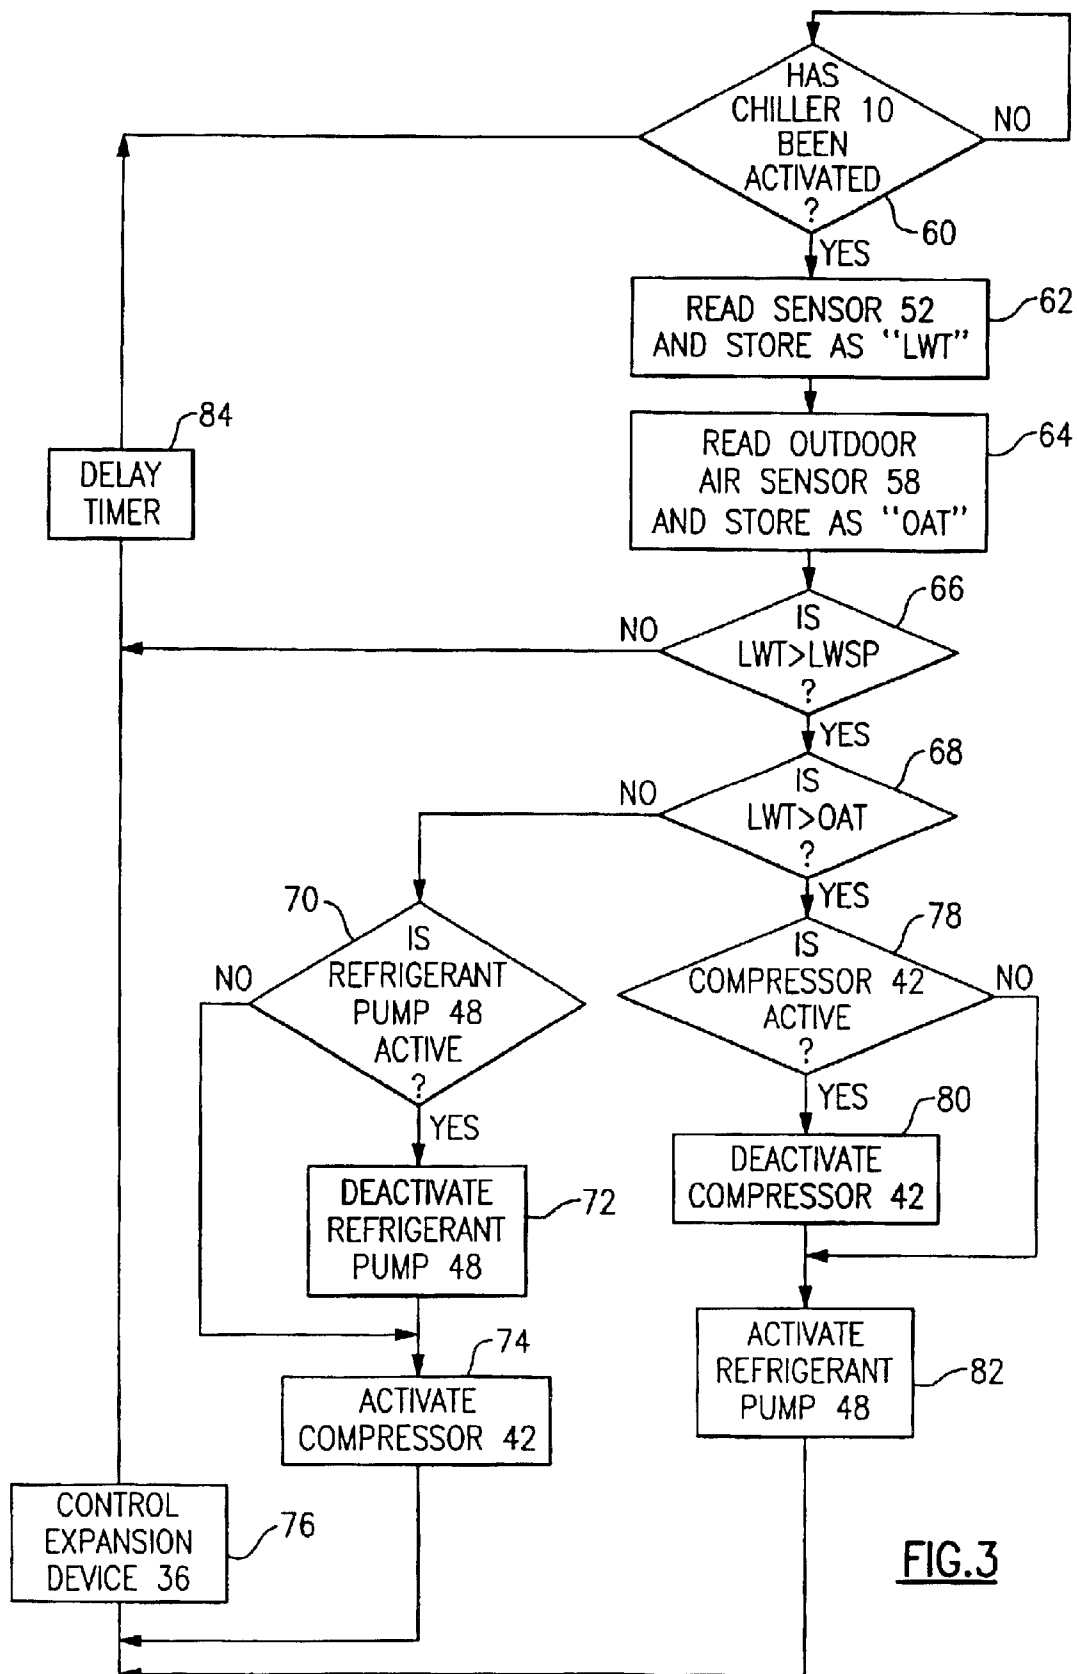 HAS
CHILLER 10
BEEN
ACTIVATED
?
NO
60
YES
READ SENSOR 52
AND STORE AS "LWT"
62
84
DELAY
TIMER
READ OUTDOOR
AIR SENSOR 58
AND STORE AS "OAT"
64
66
NO
IS
LWT>LWSP
?
YES
68
NO
IS
LWT>OAT
?
YES
70
NO
IS
REFRIGERANT
PUMP 48
ACTIVE
?
YES
78
IS
COMPRESSOR 42
ACTIVE
?
NO
YES
80
DEACTIVATE
COMPRESSOR 42
DEACTIVATE
REFRIGERANT
PUMP 48
72
74
ACTIVATE
COMPRESSOR 42
ACTIVATE
REFRIGERANT
PUMP 48
82
CONTROL
EXPANSION
DEVICE 36
76
FIG.3